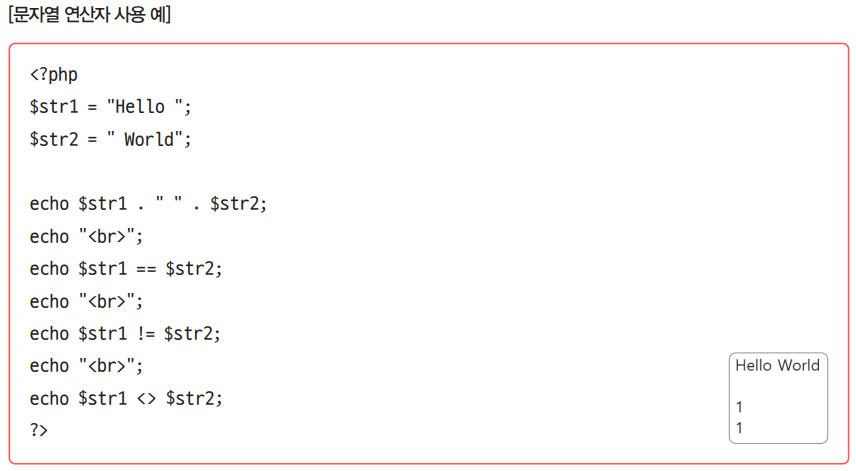 [문자열 연산자 사용 예]
<?php
$str1 = "Hello ";
$str2 = " World";
echo $str1 . " " . $str2;
echo "<br>";
echo $str1 == $str2;
echo "<br>";
echo $str1 != $str2;
echo "<br>";
echo $str1 <> $str2;
?>
Hello World
1
1